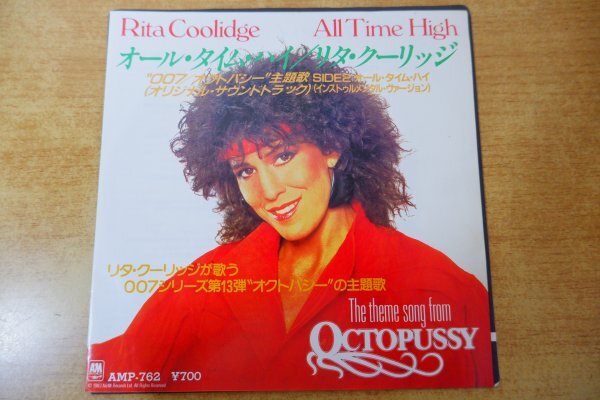 Rita Coolidge All Time High
オール・タイム・ハイ/リタ・クーリッジ
"007/オクトパシー"主題歌 SIDE2:オール・タイム・ハイ
(オリジナル・サウンドトラック)(インストゥルメンタル・ヴァージョン)
リタ・クーリッジが歌う
007シリーズ第13弾"オクトパシー"の主題歌
The theme song from
OCTOPUSSY
A&M
AMP-762 ¥700